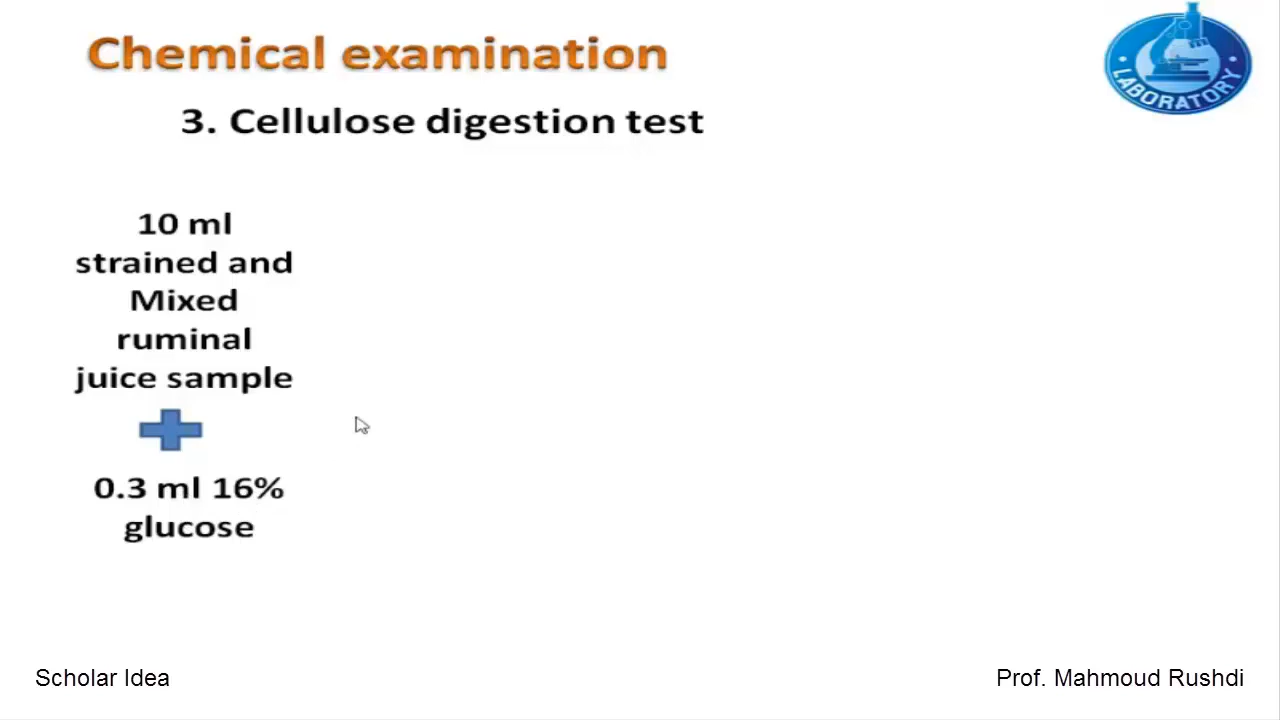 Chemical examination
LABORATORY
3. Cellulose digestion test
10 ml
strained and
Mixed
ruminal
juice sample
0.3 ml 16%
glucose
Scholar Idea
Prof. Mahmoud Rushdi